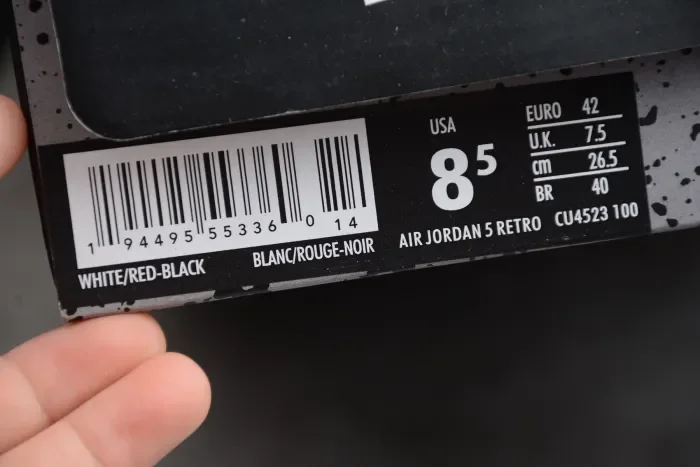 1 94495 55336 0 14
WHITE/RED-BLACK
BLANC/ROUGE-NOIR
USA
8⁵
AIR JORDAN 5 RETRO
EURO 42
U.K. 7.5
cm 26.5
BR 40
CU4523 100